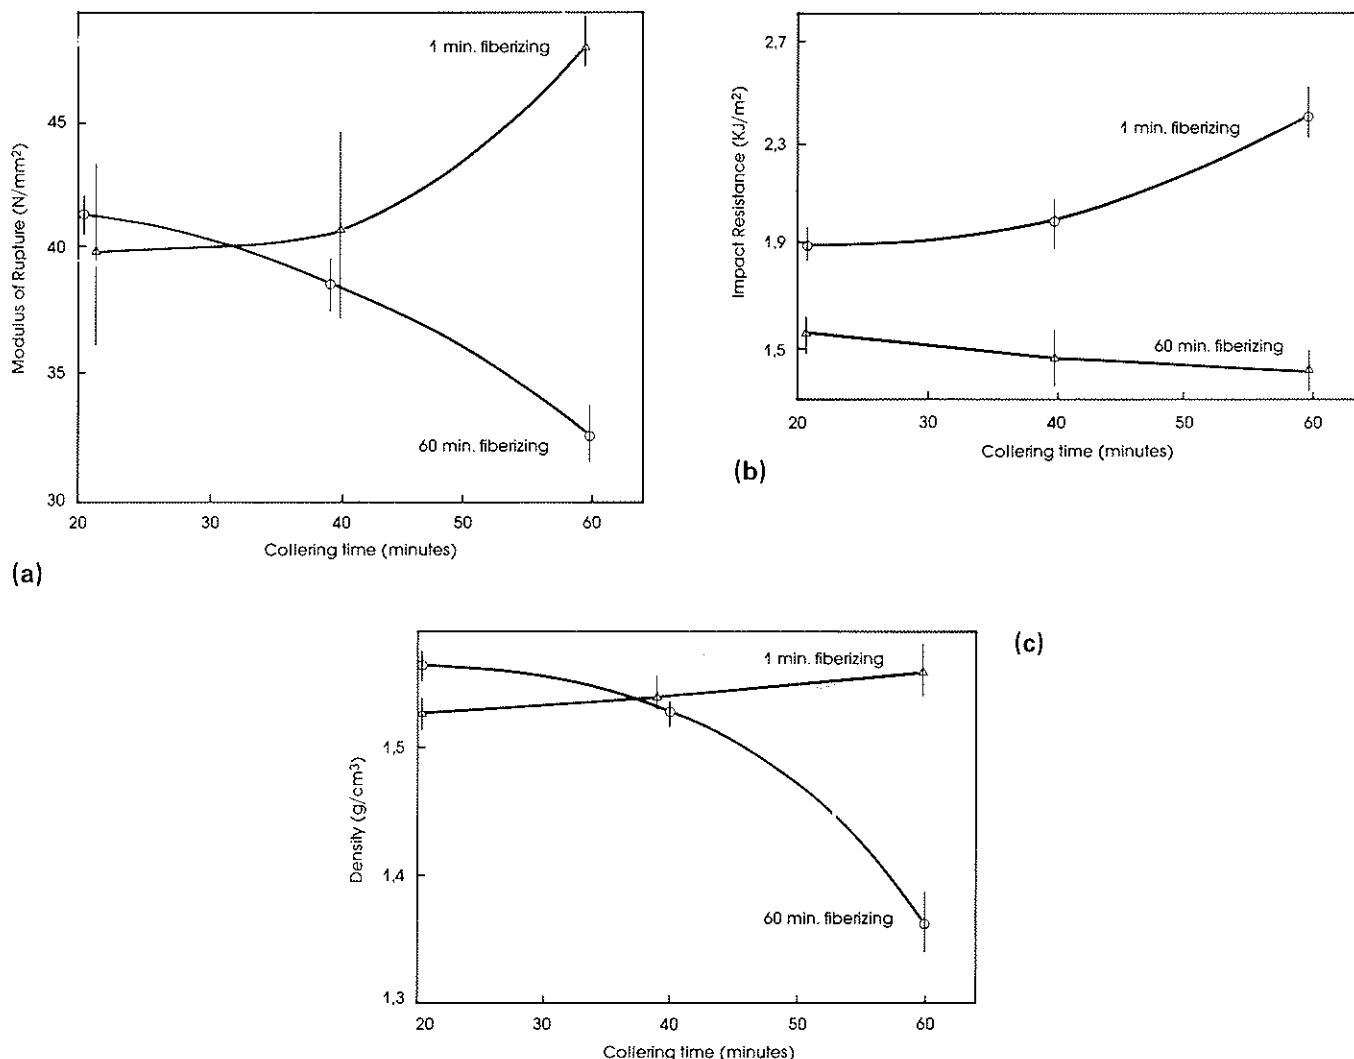 1 min. fiberizing
45
40
35
30
Modulus of Rupture (N/mm²)
60 min. fiberizing
20 30 40 50 60
Collering time (minutes)
(a)
2,7
2,3
1,9
1,5
Impact Resistance (KJ/m²)
1 min. fiberizing
60 min. fiberizing
20 30 40 50 60
Collering time (minutes)
(b)
(c)
1 min. fiberizing
1,5
1,4
1,3
Density (g/cm³)
60 min. fiberizing
20 30 40 50 60
Collering time (minutes)